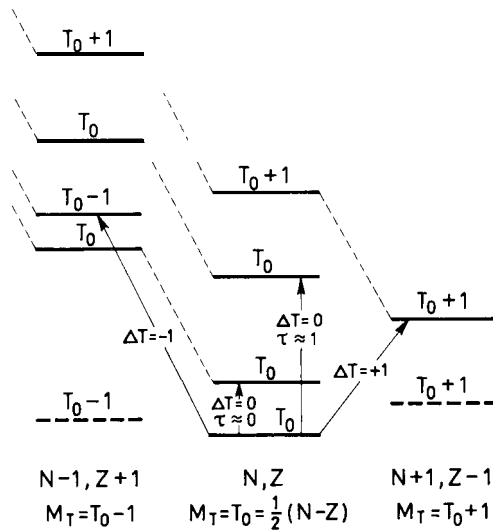 T₀+1
T₀
T₀-1
T₀
T₀-1
T₀+1
T₀
T₀
T₀
T₀+1
T₀+1
ΔT=-1
ΔT=0
τ≈1
ΔT=0
τ≈0
ΔT=+1
N-1, Z+1
M_T=T₀-1
N, Z
M_T=T₀=½(N-Z)
N+1, Z-1
M_T=T₀+1